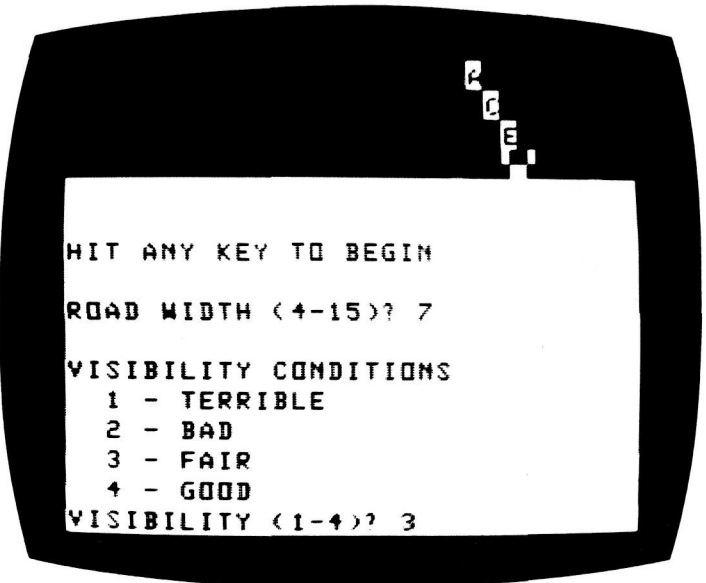 R
O
E
HIT ANY KEY TO BEGIN
ROAD WIDTH (4-15)? 7
VISIBILITY CONDITIONS
1 - TERRIBLE
2 - BAD
3 - FAIR
4 - GOOD
VISIBILITY (1-4)? 3